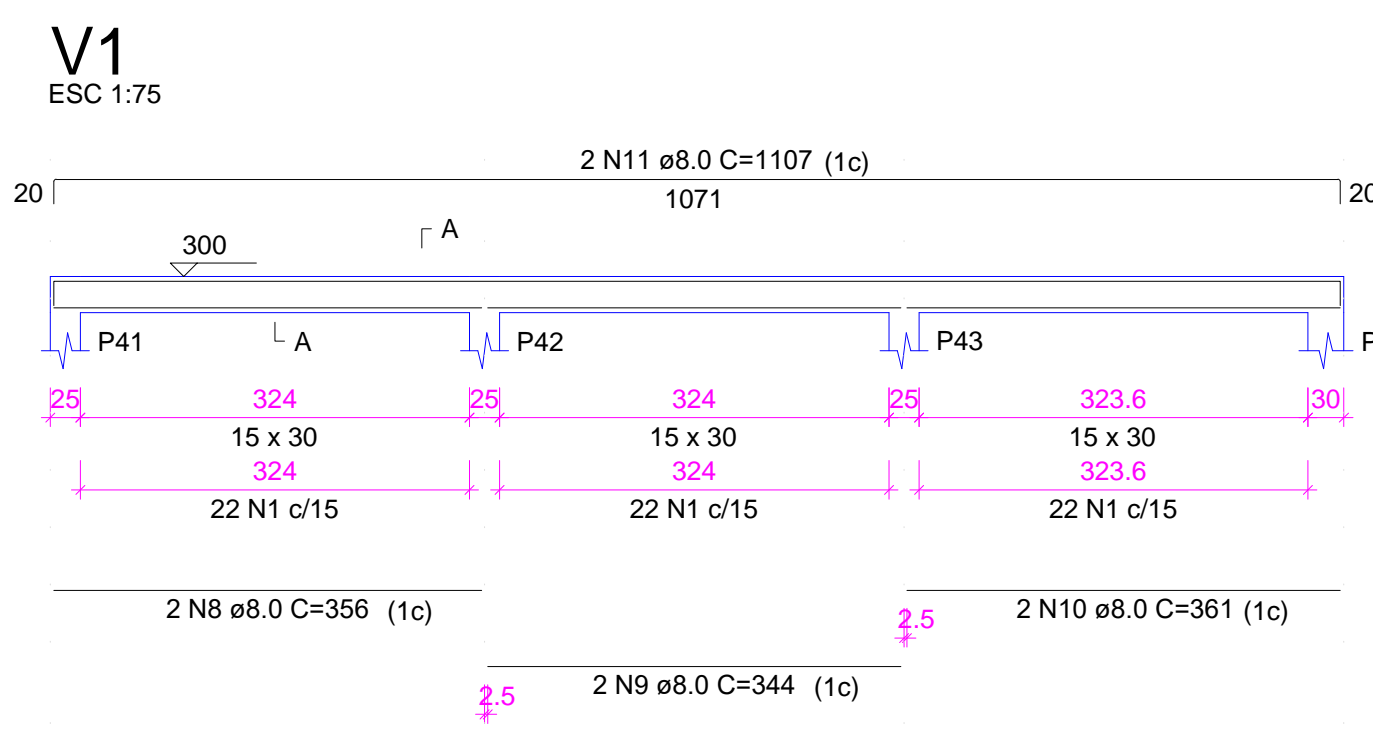 V1
ESC 1:75
2 N11 ø8.0 C=1107 (1c)
20 1071 20
A
300
A
P41 P42 P43 P
25 324 25 324 25 323.6 30
15 x 30 15 x 30 15 x 30
324 324 323.6
22 N1 c/15 22 N1 c/15 22 N1 c/15
2 N8 ø8.0 C=356 (1c) 2 N10 ø8.0 C=361 (1c)
2.5
2 N9 ø8.0 C=344 (1c)
2.5